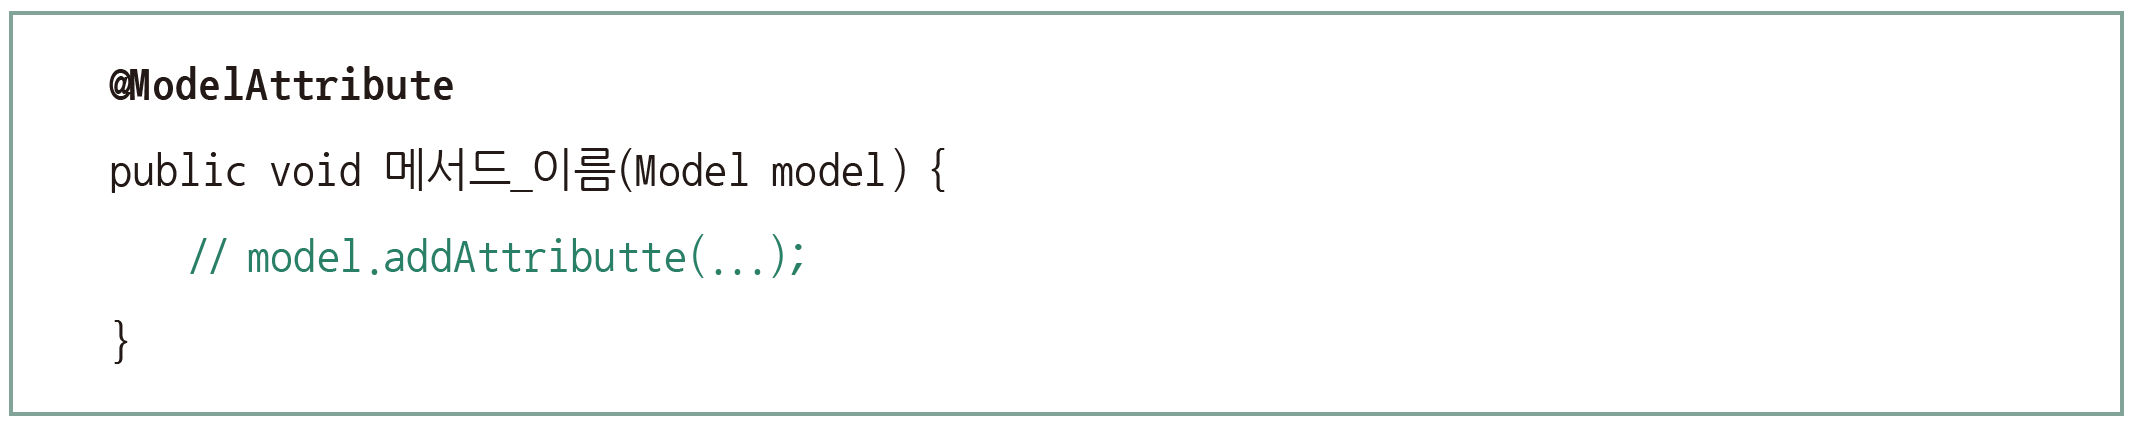 @ModelAttribute
public void 메서드_이름(Model model) {
// model.addAttributte(...);
}